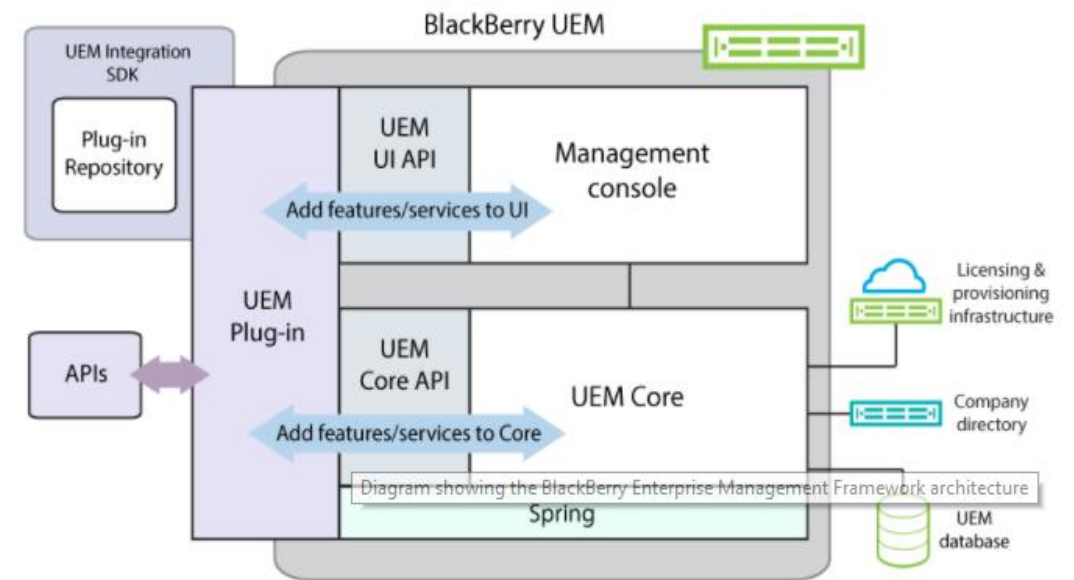 BlackBerry UEM
UEM Integration
SDK
Plug-in
Repository
UEM
UI API
Management
console
Add features/services to UI
UEM
Plug-in
APIs
UEM
Core API
UEM Core
Add features/services to Core
Licensing &
provisioning
infrastructure
Company
directory
Diagram showing the BlackBerry Enterprise Management Framework architecture
Spring
UEM
database